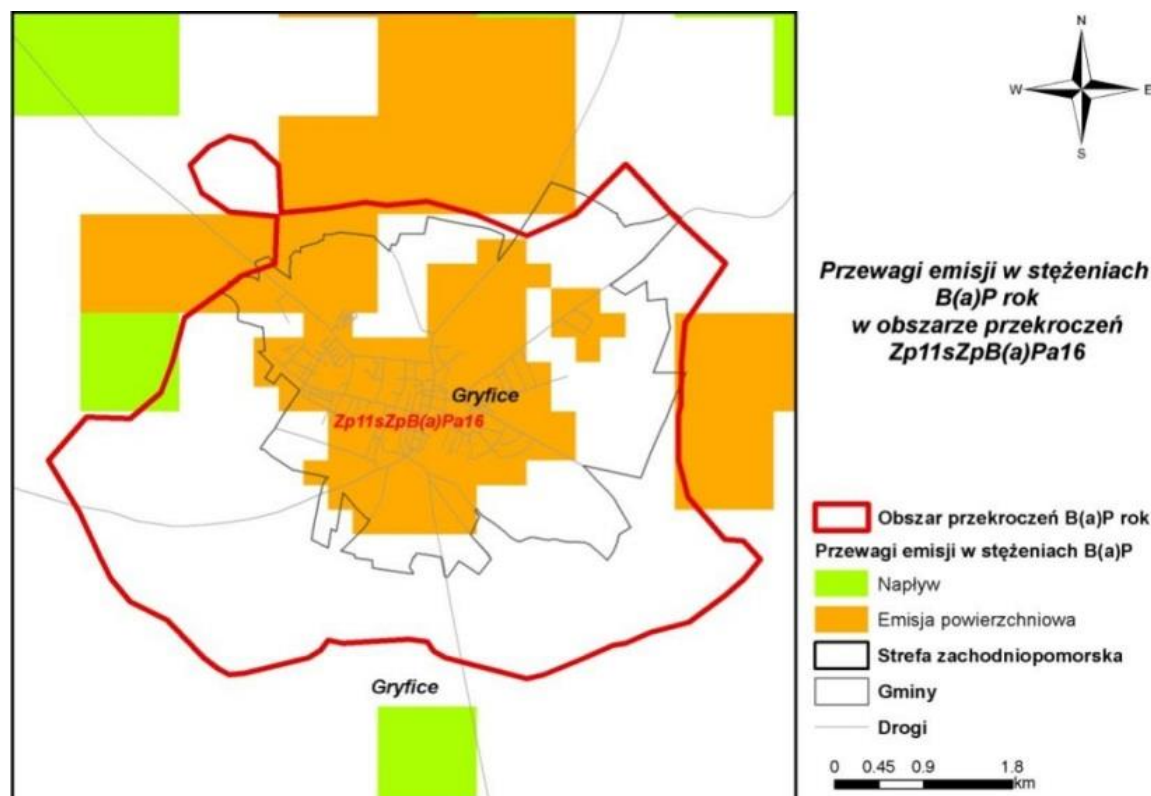 N
W
E
S
Przewagi emisji w stężeniach
B(a)P rok
w obszarze przekroczeń
Zp11sZpB(a)Pa16
Gryfice
Zp11sZpB(a)Pa16
Gryfice
Obszar przekroczeń B(a)P rok
Przewagi emisji w stężeniach B(a)P
Napływ
Emisja powierzchniowa
Strefa zachodniopomorska
Gminy
Drogi
0 0.45 0.9 1.8
km